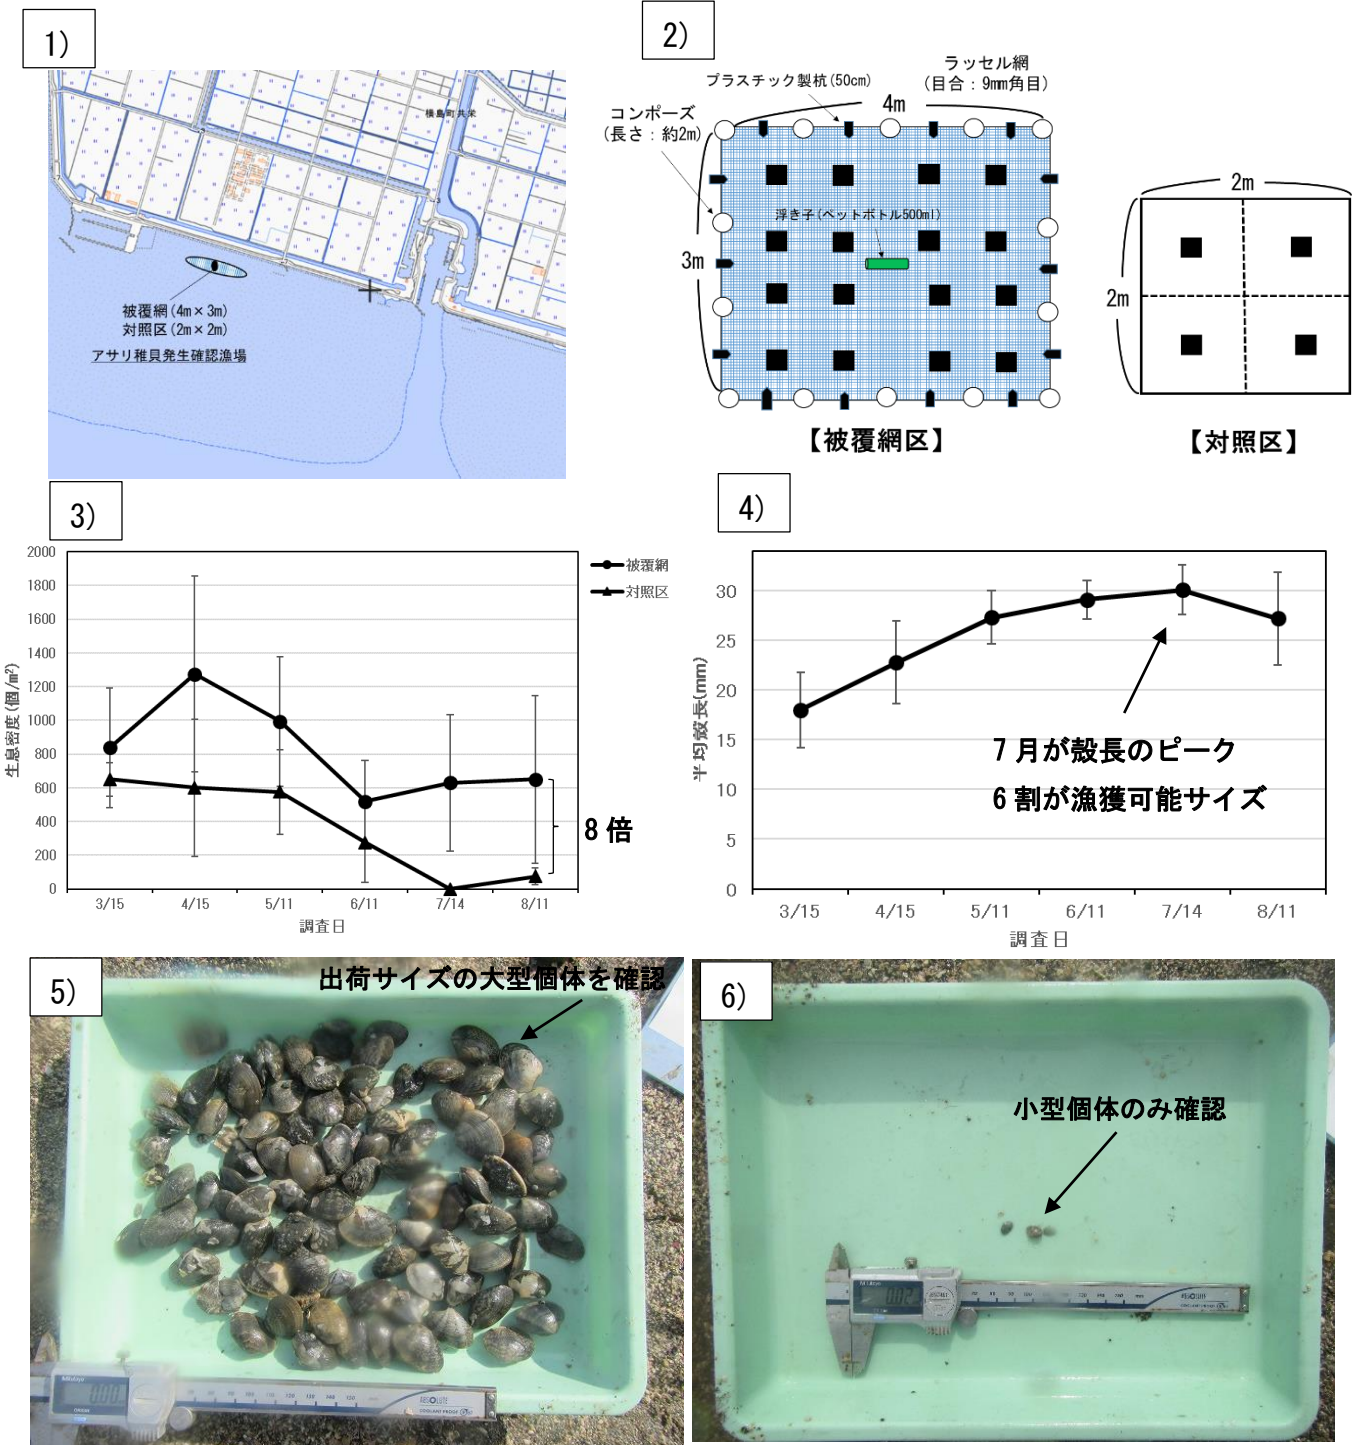 1)
横島町共栄
被覆網(4m×3m)
対照区(2m×2m)
アサリ稚貝発生確認漁場
2)
プラスチック製杭(50cm)
ラッセル網
(目合：9mm角目)
コンポーズ
(長さ：約2m)
4m
3m
浮き子(ペットボトル500ml)
【被覆網区】
2m
2m
【対照区】
3)
2000
1800
1600
1400
1200
1000
800
600
400
200
0
生息密度(個/m²)
3/15 4/15 5/11 6/11 7/14 8/11
調査日
被覆網
対照区
8倍
4)
30
25
20
15
10
5
0
平均殻長(mm)
3/15 4/15 5/11 6/11 7/14 8/11
調査日
7月が殻長のピーク
6割が漁獲可能サイズ
5)
出荷サイズの大型個体を確認
Mitutoyo
ABSOLUTE
COOLANT PROOF
6)
小型個体のみ確認
Mitutoyo
ABSOLUTE
COOLANT PROOF